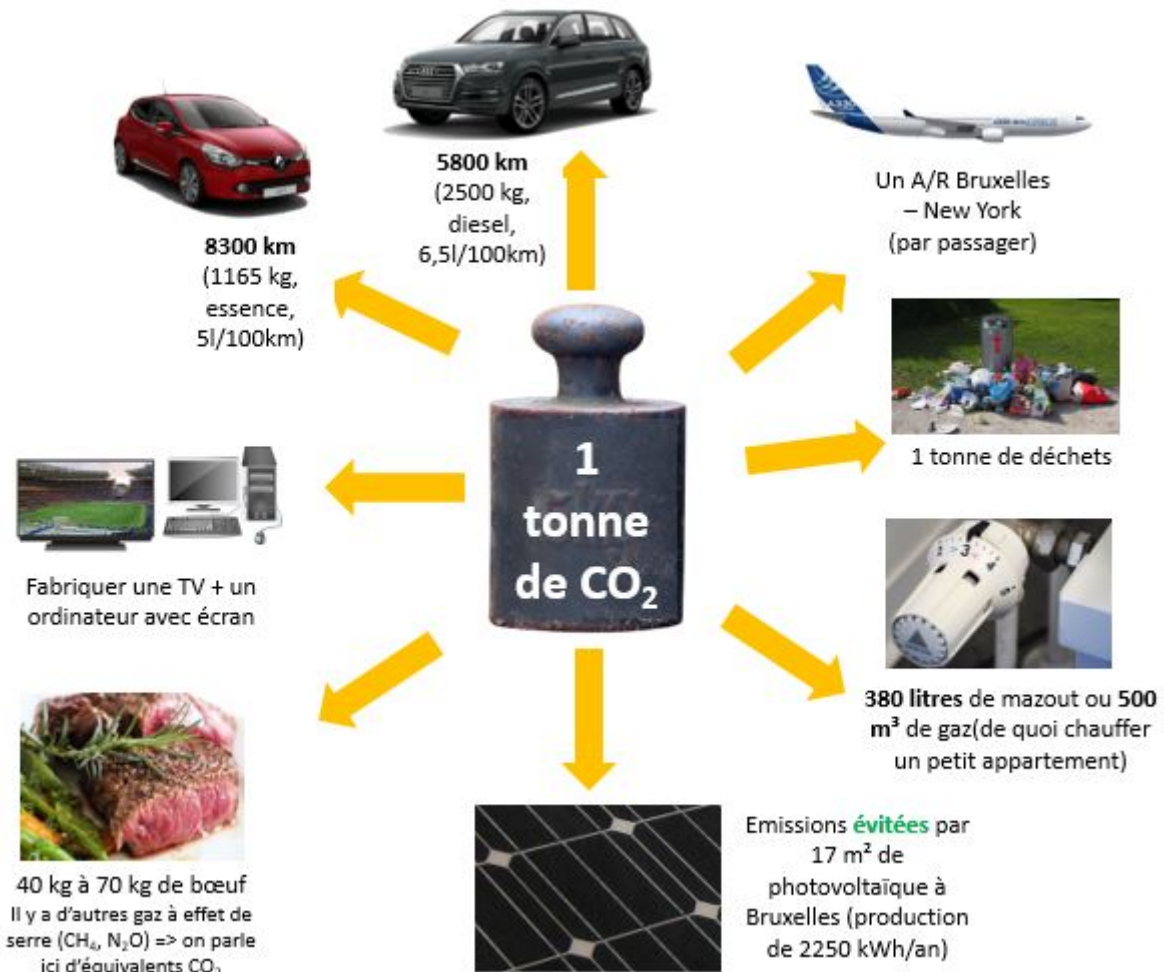 5800 km
(2500 kg,
diesel,
6,5l/100km)
8300 km
(1165 kg,
essence,
5l/100km)
Un A/R Bruxelles
– New York
(par passager)
1 tonne de déchets
1
tonne
de CO₂
Fabriquer une TV + un
ordinateur avec écran
380 litres de mazout ou 500
m³ de gaz(de quoi chauffer
un petit appartement)
40 kg à 70 kg de bœuf
Il y a d'autres gaz à effet de
serre (CH₄, N₂O) => on parle
ici d'équivalents CO₂
Emissions évitées par
17 m² de
photovoltaïque à
Bruxelles (production
de 2250 kWh/an)